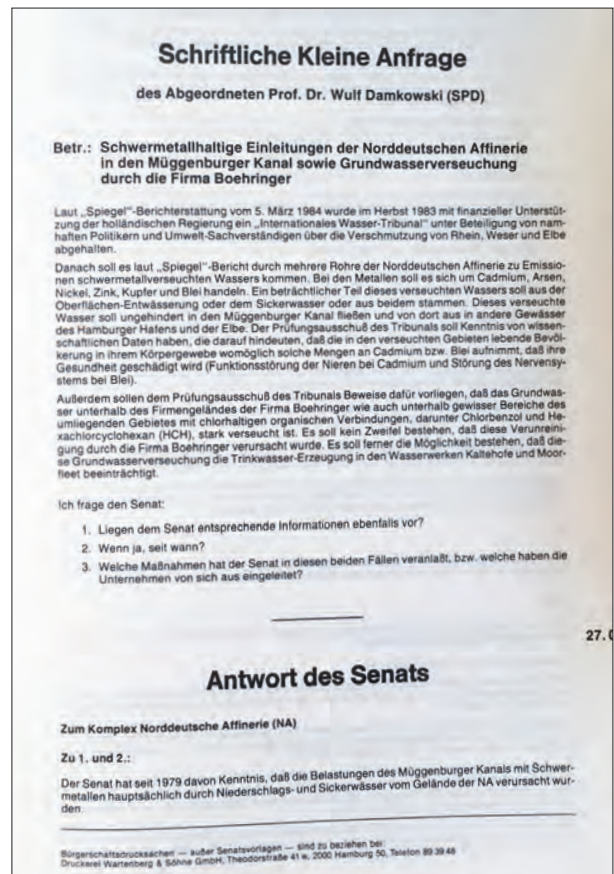 Schriftliche Kleine Anfrage
des Abgeordneten Prof. Dr. Wulf Damkowski (SPD)
Betr.: Schwermetallhaltige Einleitungen der Norddeutschen Affinerie
in den Müggenburger Kanal sowie Grundwasserverseuchung
durch die Firma Boehringer
Laut „Spiegel“-Berichterstattung vom 5. März 1984 wurde im Herbst 1983 mit finanzieller Unterstüt-
zung der holländischen Regierung ein „Internationales Wasser-Tribunal“ unter Beteiligung von nam-
haften Politikern und Umwelt-Sachverständigen über die Verschmutzung von Rhein, Weser und Elbe
abgehalten.
Danach soll es laut „Spiegel“-Bericht durch mehrere Rohre der Norddeutschen Affinerie zu Emissio-
nen schwermetallverseuchten Wassers kommen. Bei den Metallen soll es sich um Cadmium, Arsen,
Nickel, Zink, Kupfer und Blei handeln. Ein beträchtlicher Teil dieses verseuchten Wassers soll aus der
Oberflächen-Entwässerung oder dem Sickerwasser oder aus beidem stammen. Dieses verseuchte
Wasser soll ungehindert in den Müggenburger Kanal fließen und von dort aus in andere Gewässer
des Hamburger Hafens und der Elbe. Der Prüfungsausschuß des Tribunals soll Kenntnis von wissen-
schaftlichen Daten haben, die darauf hindeuten, daß die in den verseuchten Gebieten lebende Bevöl-
kerung in ihrem Körpergewebe womöglich solche Mengen an Cadmium bzw. Blei aufnimmt, daß ihre
Gesundheit geschädigt wird (Funktionsstörung der Nieren bei Cadmium und Störung des Nervensy-
stems bei Blei).
Außerdem sollen dem Prüfungsausschuß des Tribunals Beweise dafür vorliegen, daß das Grundwas-
ser unterhalb des Firmengeländes der Firma Boehringer wie auch unterhalb gewisser Bereiche des
umliegenden Gebietes mit chlorhaltigen organischen Verbindungen, darunter Chlorbenzol und He-
xachlorcyclohexan (HCH), stark verseucht ist. Es soll kein Zweifel bestehen, daß diese Verunreini-
gung durch die Firma Boehringer verursacht wurde. Es soll ferner die Möglichkeit bestehen, daß die-
se Grundwasserverseuchung die Trinkwasser-Erzeugung in den Wasserwerken Kaltehofe und Moor-
fleet beeinträchtigt.
Ich frage den Senat:
1. Liegen dem Senat entsprechende Informationen ebenfalls vor?
2. Wenn ja, seit wann?
3. Welche Maßnahmen hat der Senat in diesen beiden Fällen veranlaßt, bzw. welche haben die
Unternehmen von sich aus eingeleitet?
27.
Antwort des Senats
Zum Komplex Norddeutsche Affinerie (NA)
Zu 1. und 2.:
Der Senat hat seit 1979 davon Kenntnis, daß die Belastungen des Müggenburger Kanals mit Schwer-
metallen hauptsächlich durch Niederschlags- und Sickerwässer vom Gelände der NA verursacht wur-
den.
Bürgerschaftsdrucksachen — außer Senatsvorlagen — sind zu beziehen bei:
Druckerei Wartenberg & Söhne GmbH, Theodorstraße 41 w, 2000 Hamburg 50, Telefon 89 39 48